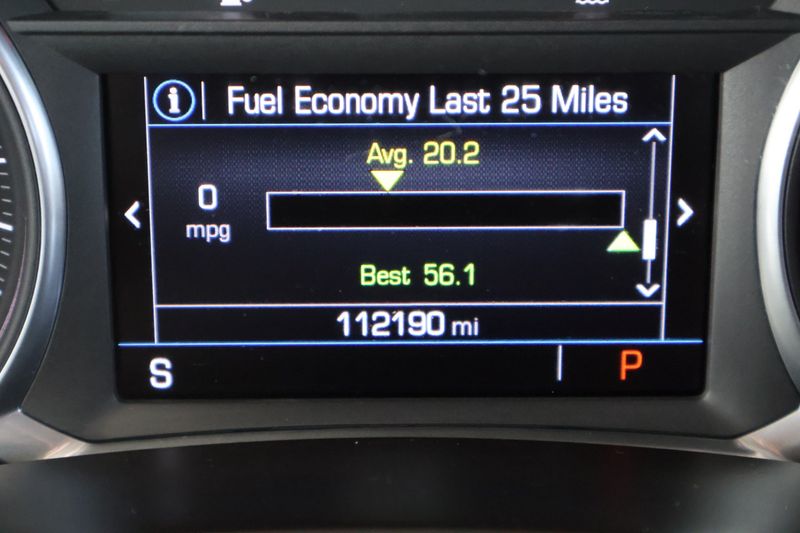 i Fuel Economy Last 25 Miles
Avg. 20.2
0
mpg
Best 56.1
112190 mi
S P